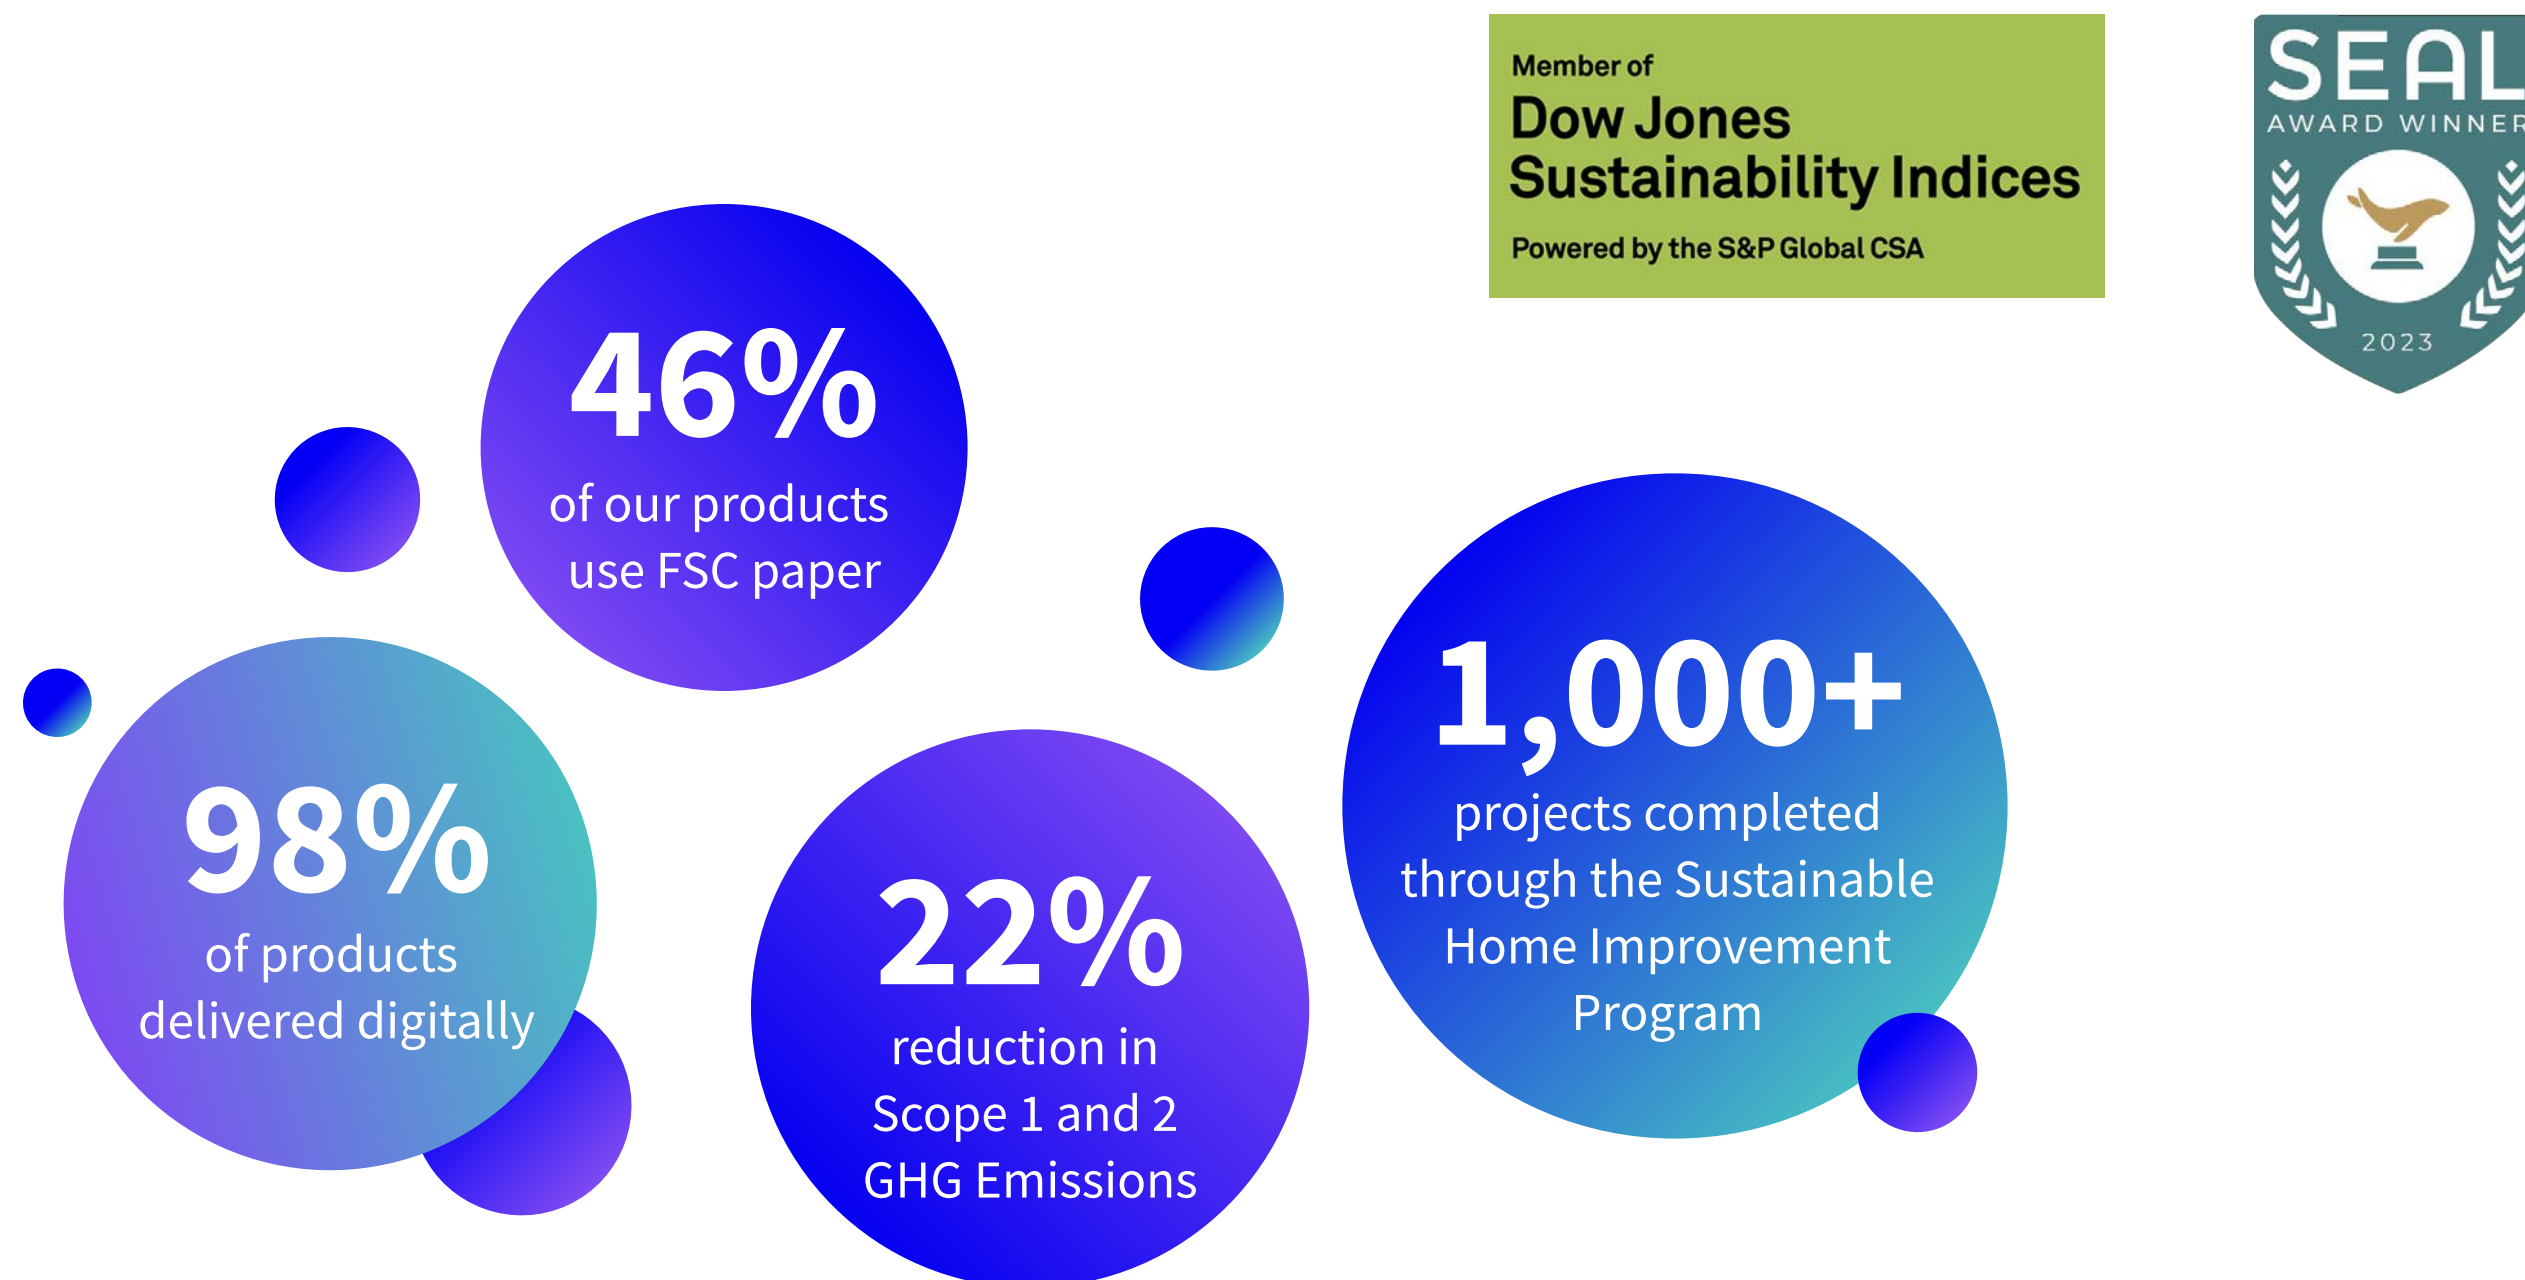 Member of
Dow Jones
Sustainability Indices
Powered by the S&P Global CSA
SEAL
AWARD WINNER
2023
46%
of our products
use FSC paper
98%
of products
delivered digitally
22%
reduction in
Scope 1 and 2
GHG Emissions
1,000+
projects completed
through the Sustainable
Home Improvement
Program